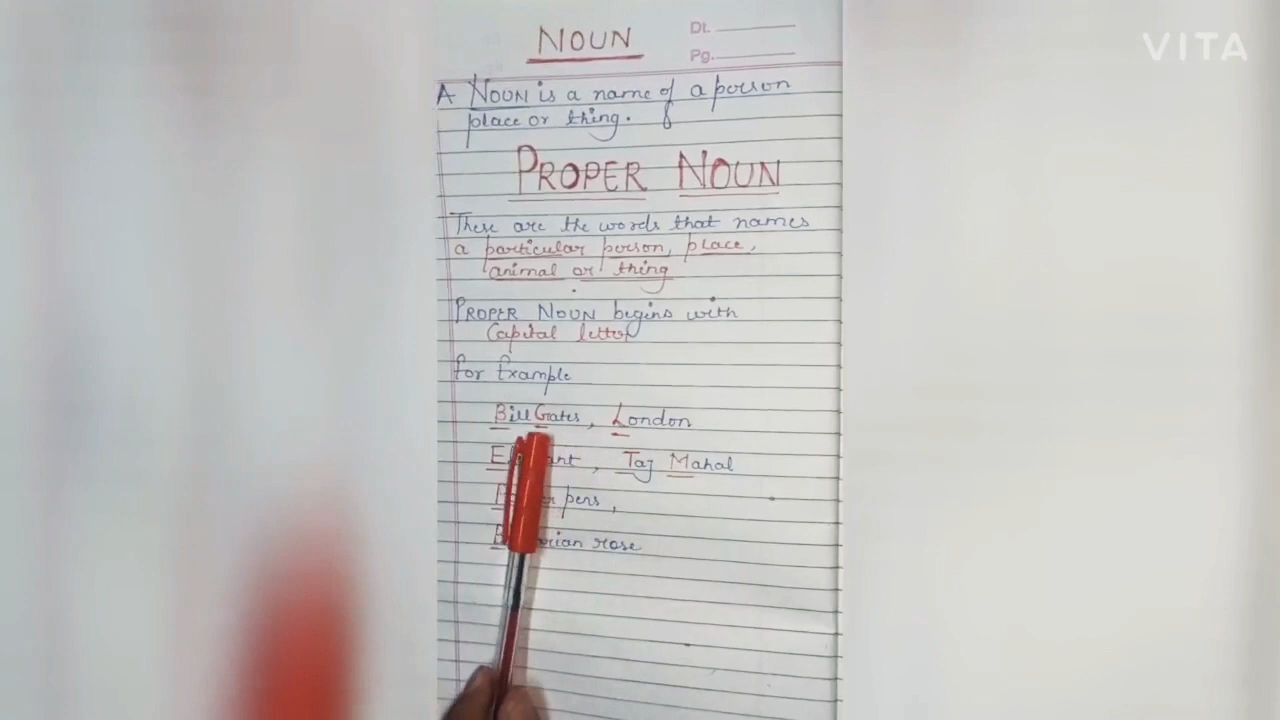 NOUN
Dt.
Pg.
VITA
A NOUN is a name of a person
place or thing.
PROPER NOUN
These are the words that names
a particular person, place,
animal or thing
PROPER NOUN begins with
Capital letter
for Example
Bill Gates, London
Taj Mahal
pens,
rose